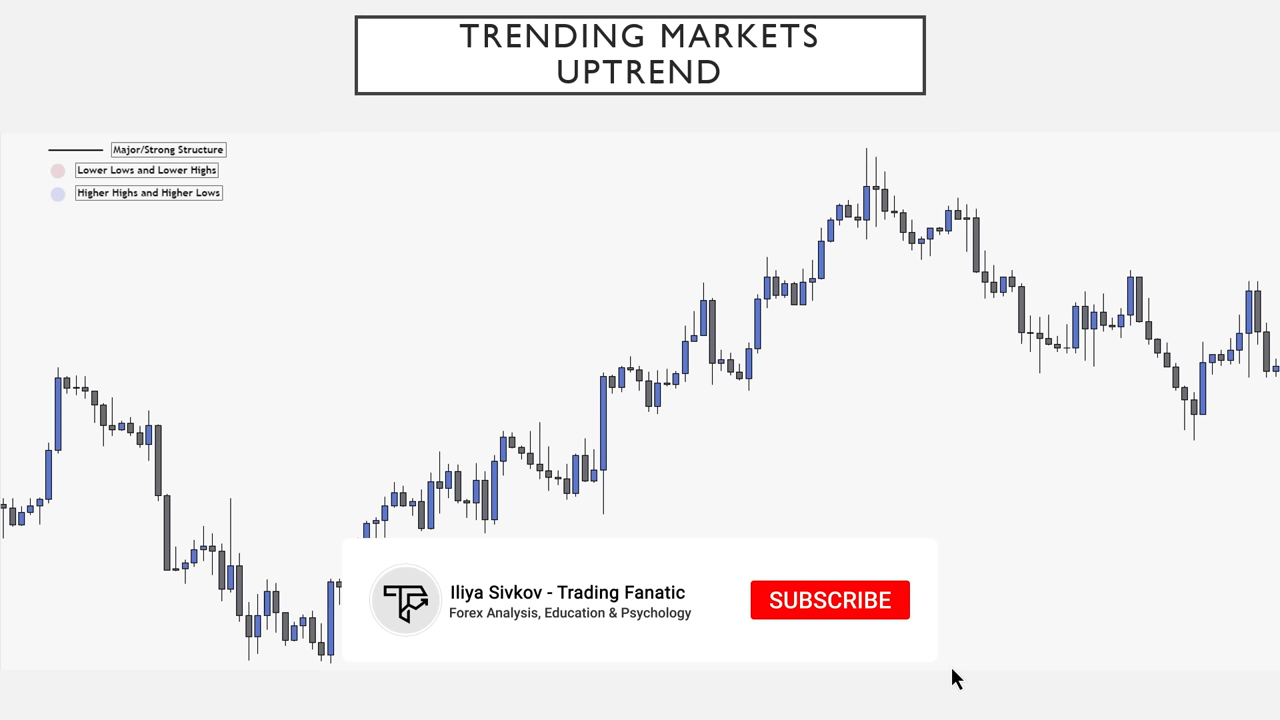 TRENDING MARKETS
UPTREND
Major/Strong Structure
Lower Lows and Lower Highs
Higher Highs and Higher Lows
Iliya Sivkov - Trading Fanatic
Forex Analysis, Education & Psychology
SUBSCRIBE